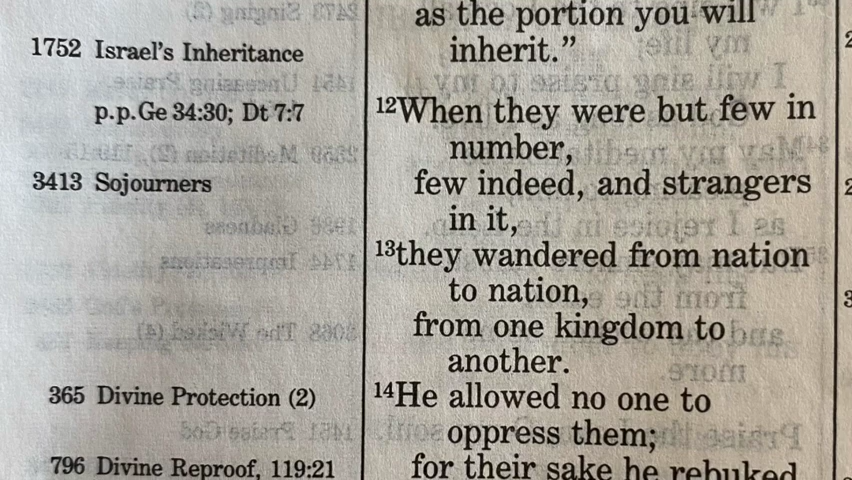 1752 Israel's Inheritance
p.p.Ge 34:30; Dt 7:7
3413 Sojourners
365 Divine Protection (2)
796 Divine Reproof, 119:21
as the portion you will
inherit."
12When they were but few in
number,
few indeed, and strangers
in it,
13they wandered from nation
to nation,
from one kingdom to
another.
14He allowed no one to
oppress them;
for their sake he rebuked